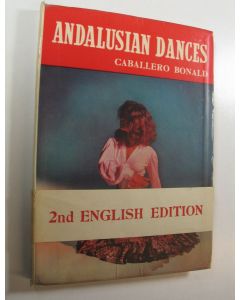 ANDALUSIAN DANCES
CABALLERO BONALD
2nd ENGLISH EDITION